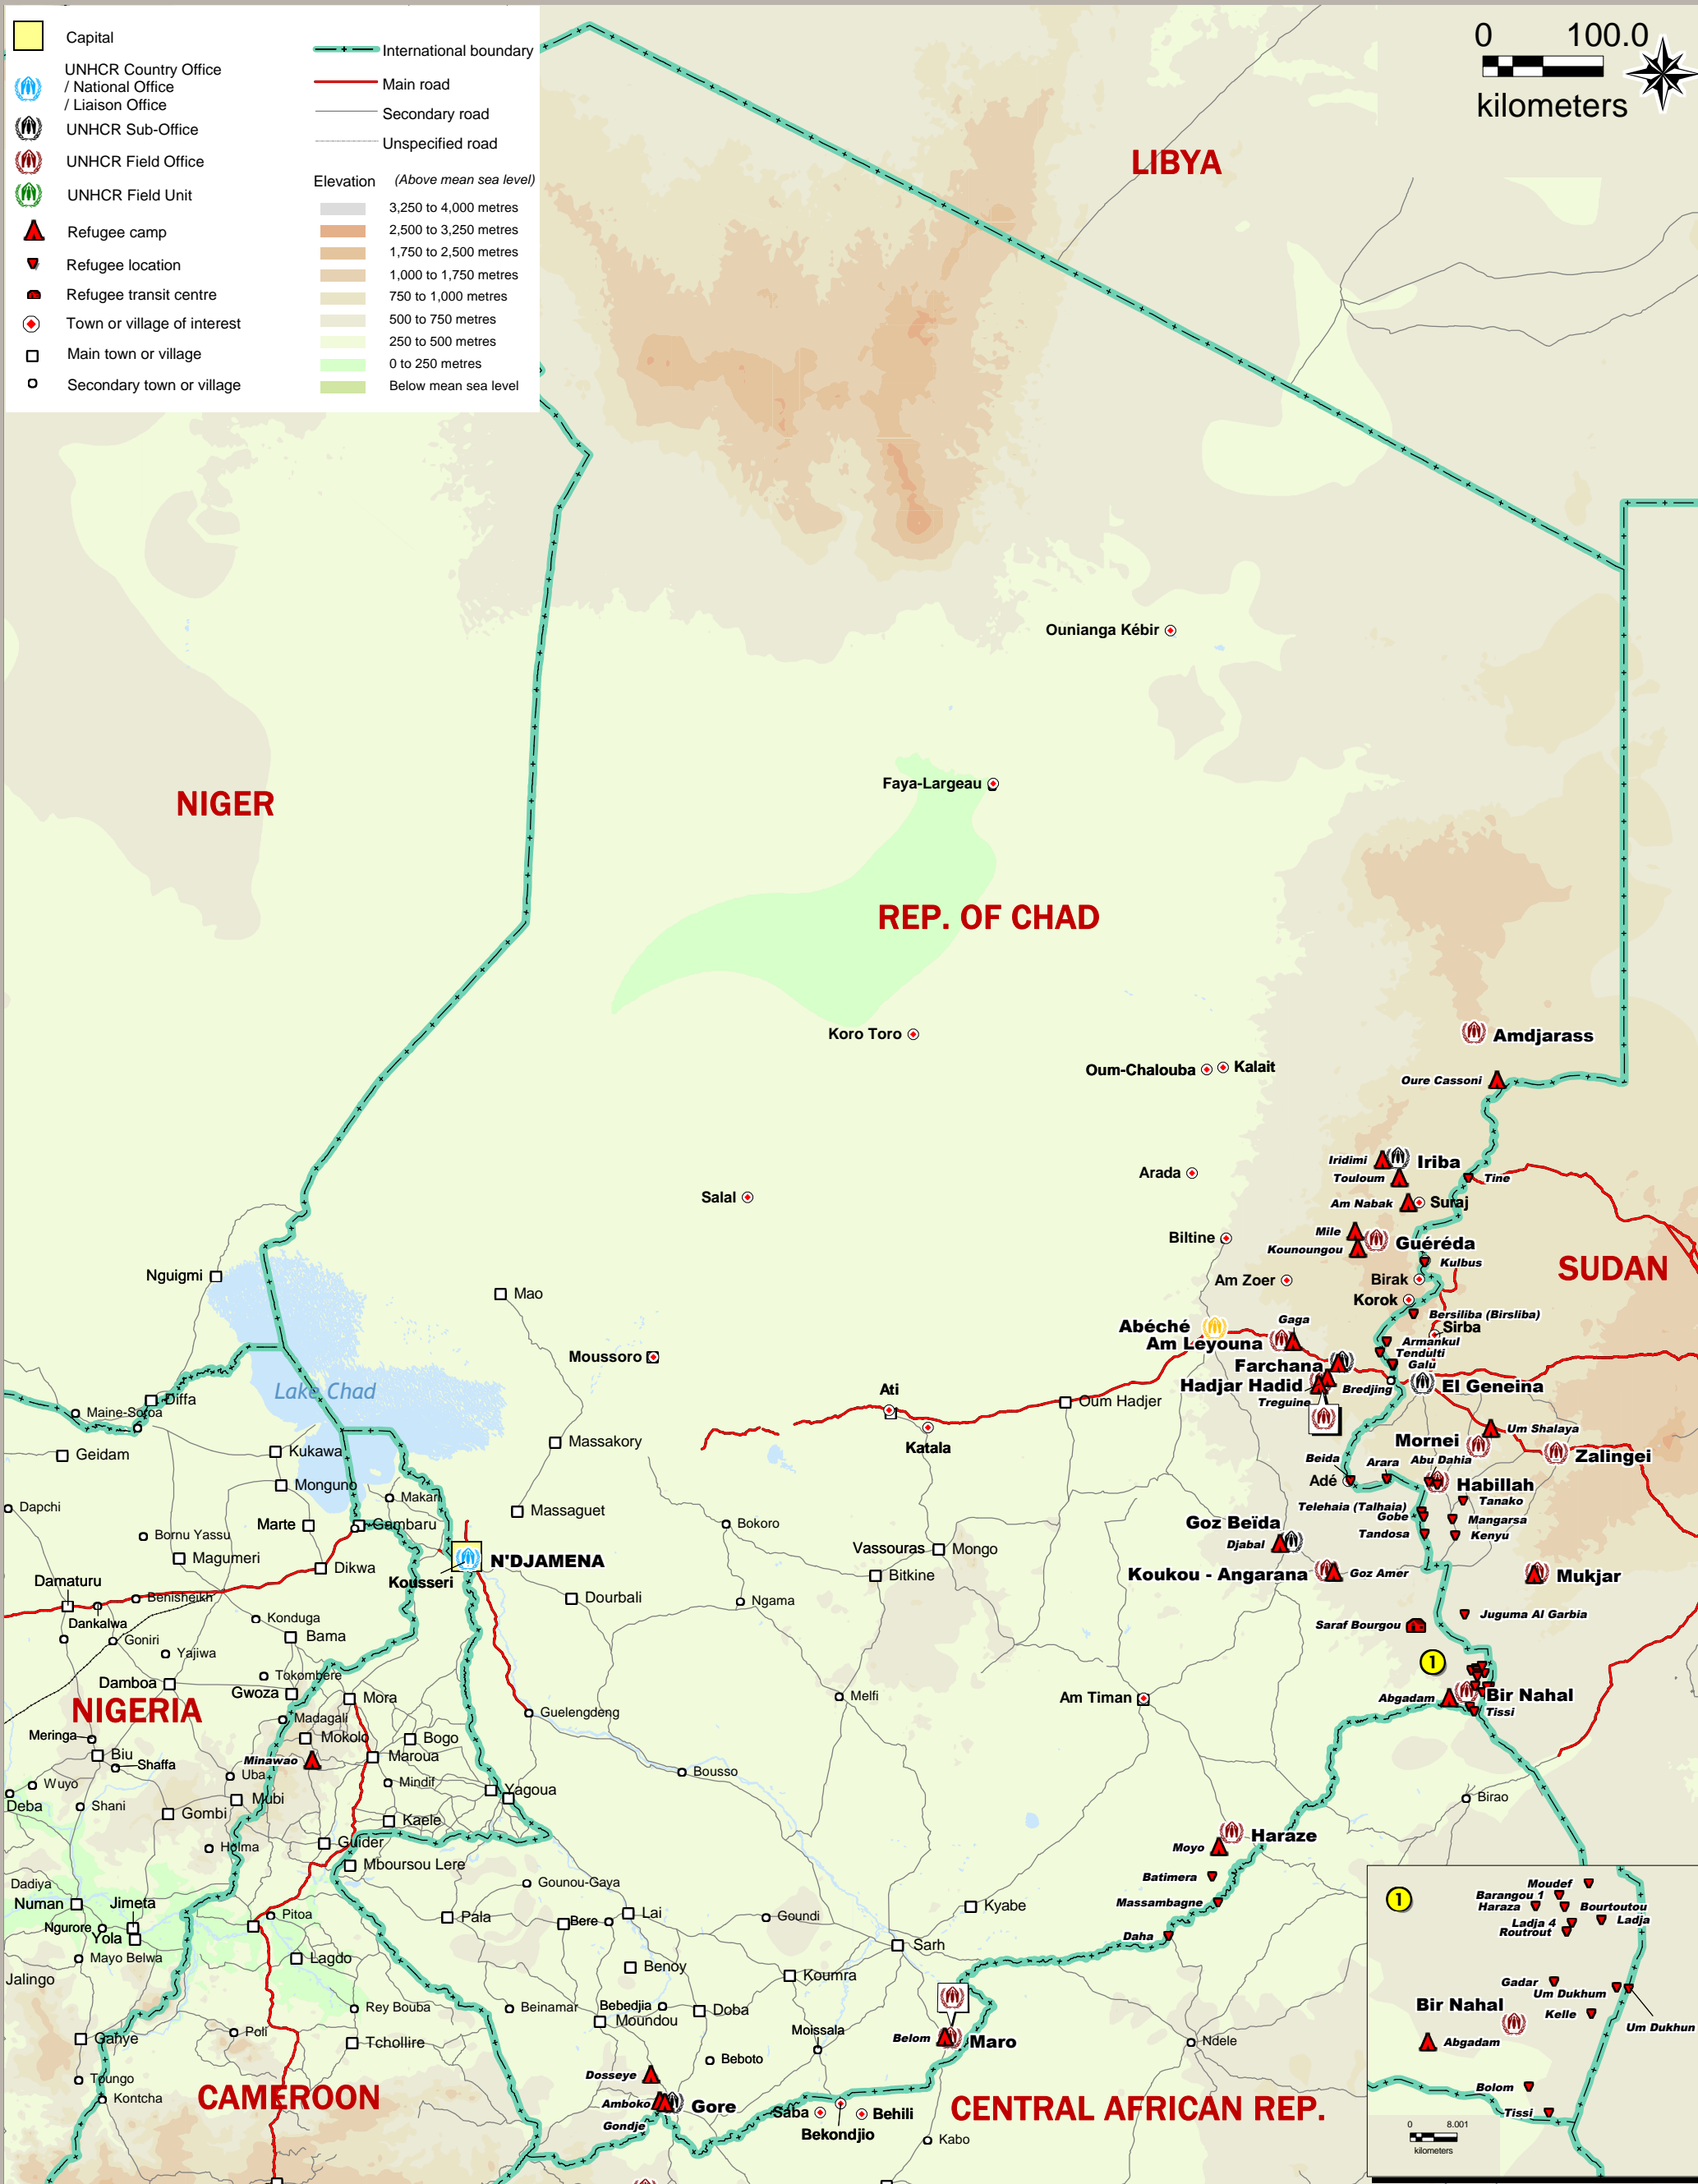 Capital
UNHCR Country Office
/ National Office
/ Liaison Office
UNHCR Sub-Office
UNHCR Field Office
UNHCR Field Unit
Refugee camp
Refugee location
Refugee transit centre
Town or village of interest
Main town or village
Secondary town or village
International boundary
Main road
Secondary road
Unspecified road
Elevation (Above mean sea level)
3,250 to 4,000 metres
2,500 to 3,250 metres
1,750 to 2,500 metres
1,000 to 1,750 metres
750 to 1,000 metres
500 to 750 metres
250 to 500 metres
0 to 250 metres
Below mean sea level
0 100.0
kilometers
LIBYA
Ounianga Kébir
Faya-Largeau
NIGER
REP. OF CHAD
Koro Toro
Amdjarass
Oum-Chalouba
Kalait
Oure Cassoni
Iridimi
Iriba
Arada
Touloum
Tine
Salal
Am Nabak
Suraj
Mile
Biltine
Guéréda
Kounoungou
Kulbus
SUDAN
Nguigmi
Am Zoer
Birak
Mao
Korok
Bersiliba (Birsliba)
Gaga
Abéché
Sirba
Am Leyouna
Armankul
Tendulti
Moussoro
Farchana
Galu
Lake Chad
Hadjar Hadid
Bredjing
El Geneina
Ati
Treguine
Diffa
Oum Hadjer
Maine-Soroa
Um Shalaya
Massakory
Mornei
Katala
Kukawa
Geidam
Zalingei
Beida
Arara
Abu Dahia
Adé
Habillah
Monguno
Makari
Tanako
Dapchi
Telehaia (Talhaia)
Massaguet
Gobe
Mangarsa
Marte
Gambaru
Bokoro
Goz Beïda
Tandosa
Kenyu
Bornu Yassu
Djabal
Vassouras
Mongo
Magumeri
N'DJAMENA
Dikwa
Koukou - Angarana
Goz Amer
Bitkine
Mukjar
Damaturu
Kousseri
Benisheikh
Dourbali
Ngama
Dankalwa
Konduga
Juguma Al Garbia
Saraf Bourgou
Goniri
Bama
Yajiwa
1
Tokombere
Damboa
Gwoza
Mora
Melfi
Am Timan
Abgadam
Bir Nahal
NIGERIA
Madagali
Guelengdeng
Tissi
Meringa
Mokolo
Bogo
Biu
Minawao
Maroua
Shaffa
Uba
Mindif
Bousso
Wuyo
Yagoua
Deba
Shani
Mubi
Birao
Gombi
Kaele
Holma
Guider
Haraze
Moyo
Mboursou Lere
Batimera
Dadiya
Gounou-Gaya
Numan
Jimeta
Massambagne
Kyabe
Pitoa
Pala
Bere
Lai
Goundi
Ngurore
Yola
Daha
Sarh
Mayo Belwa
Lagdo
Benoy
Koumra
Jalingo
Rey Bouba
Beinamar
Bebedjia
Doba
Moundou
Moissala
Poli
Gahye
Tchollire
Belom
Maro
Ndele
Beboto
Dosseye
Toungo
Kontcha
CAMEROON
Amboko
Gore
Gondje
Saba
Behili
CENTRAL AFRICAN REP.
Bekondjio
Kabo
1
Moudef
Barangou 1
Haraza
Bourtoutou
Ladja 4
Ladja
Routrout
Gadar
Um Dukhum
Bir Nahal
Kelle
Um Dukhun
Abgadam
Bolom
Tissi
0 8.001
kilometers